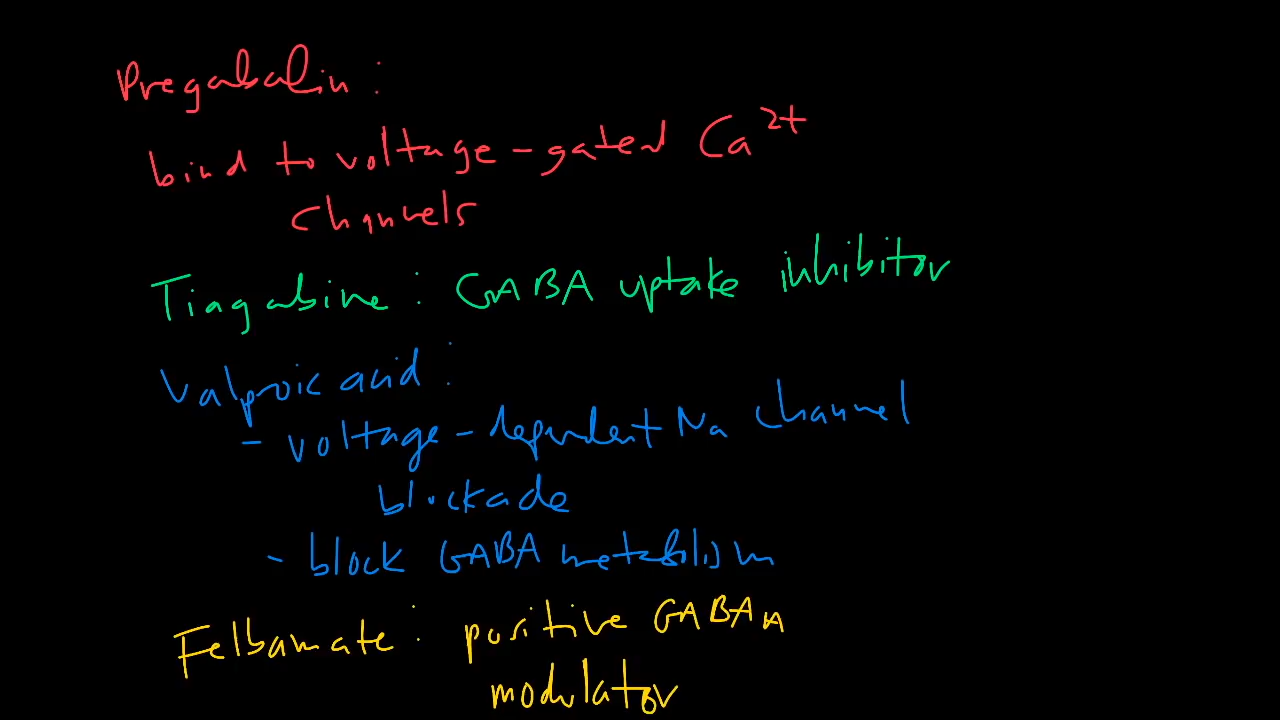 Pregabalin :
bind to voltage-gated Ca²⁺
channels
Tiagabine : GABA uptake inhibitor
Valproic acid :
- voltage-dependent Na channel
blockade
- block GABA metabolism
Felbamate : positive GABA A
modulator